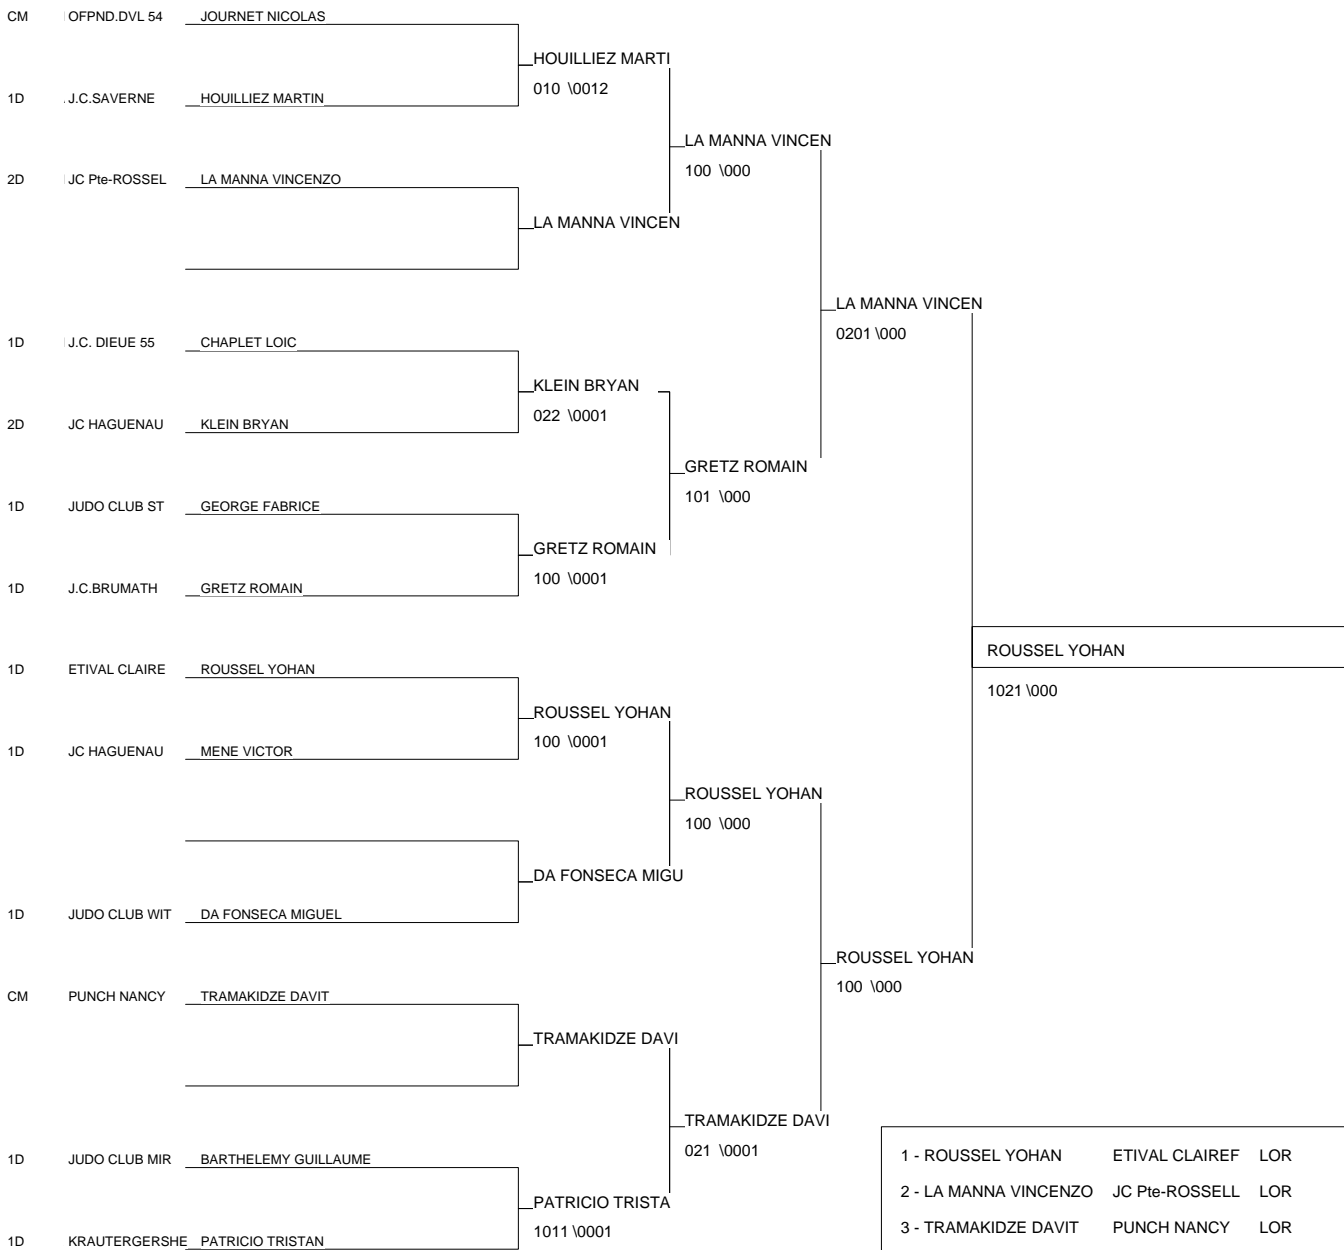 CM OFPND.DVL 54 JOURNET NICOLAS
HOUILLIEZ MARTI
010 \0012
1D J.C.SAVERNE HOUILLIEZ MARTIN
LA MANNA VINCEN
100 \000
2D JC Pte-ROSSEL LA MANNA VINCENZO
LA MANNA VINCEN
LA MANNA VINCEN
0201 \000
1D J.C. DIEUE 55 CHAPLET LOIC
KLEIN BRYAN
022 \0001
2D JC HAGUENAU KLEIN BRYAN
GRETZ ROMAIN
101 \000
1D JUDO CLUB ST GEORGE FABRICE
GRETZ ROMAIN
100 \0001
1D J.C.BRUMATH GRETZ ROMAIN
ROUSSEL YOHAN
1021 \000
1D ETIVAL CLAIRE ROUSSEL YOHAN
ROUSSEL YOHAN
100 \0001
1D JC HAGUENAU MENE VICTOR
ROUSSEL YOHAN
100 \000
DA FONSECA MIGU
1D JUDO CLUB WIT DA FONSECA MIGUEL
ROUSSEL YOHAN
100 \000
CM PUNCH NANCY TRAMAKIDZE DAVIT
TRAMAKIDZE DAVI
TRAMAKIDZE DAVI
021 \0001
1D JUDO CLUB MIR BARTHELEMY GUILLAUME
PATRICIO TRISTA
1011 \0001
1D KRAUTERGERSHE PATRICIO TRISTAN
1 - ROUSSEL YOHAN ETIVAL CLAIREF LOR
2 - LA MANNA VINCENZO JC Pte-ROSSELL LOR
3 - TRAMAKIDZE DAVIT PUNCH NANCY LOR